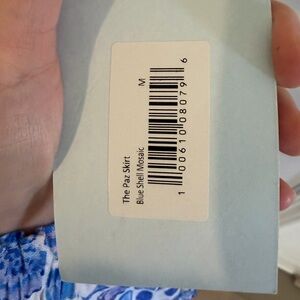 The Paz Skirt
Blue Shell Mosaic M
1 00610 08079 6